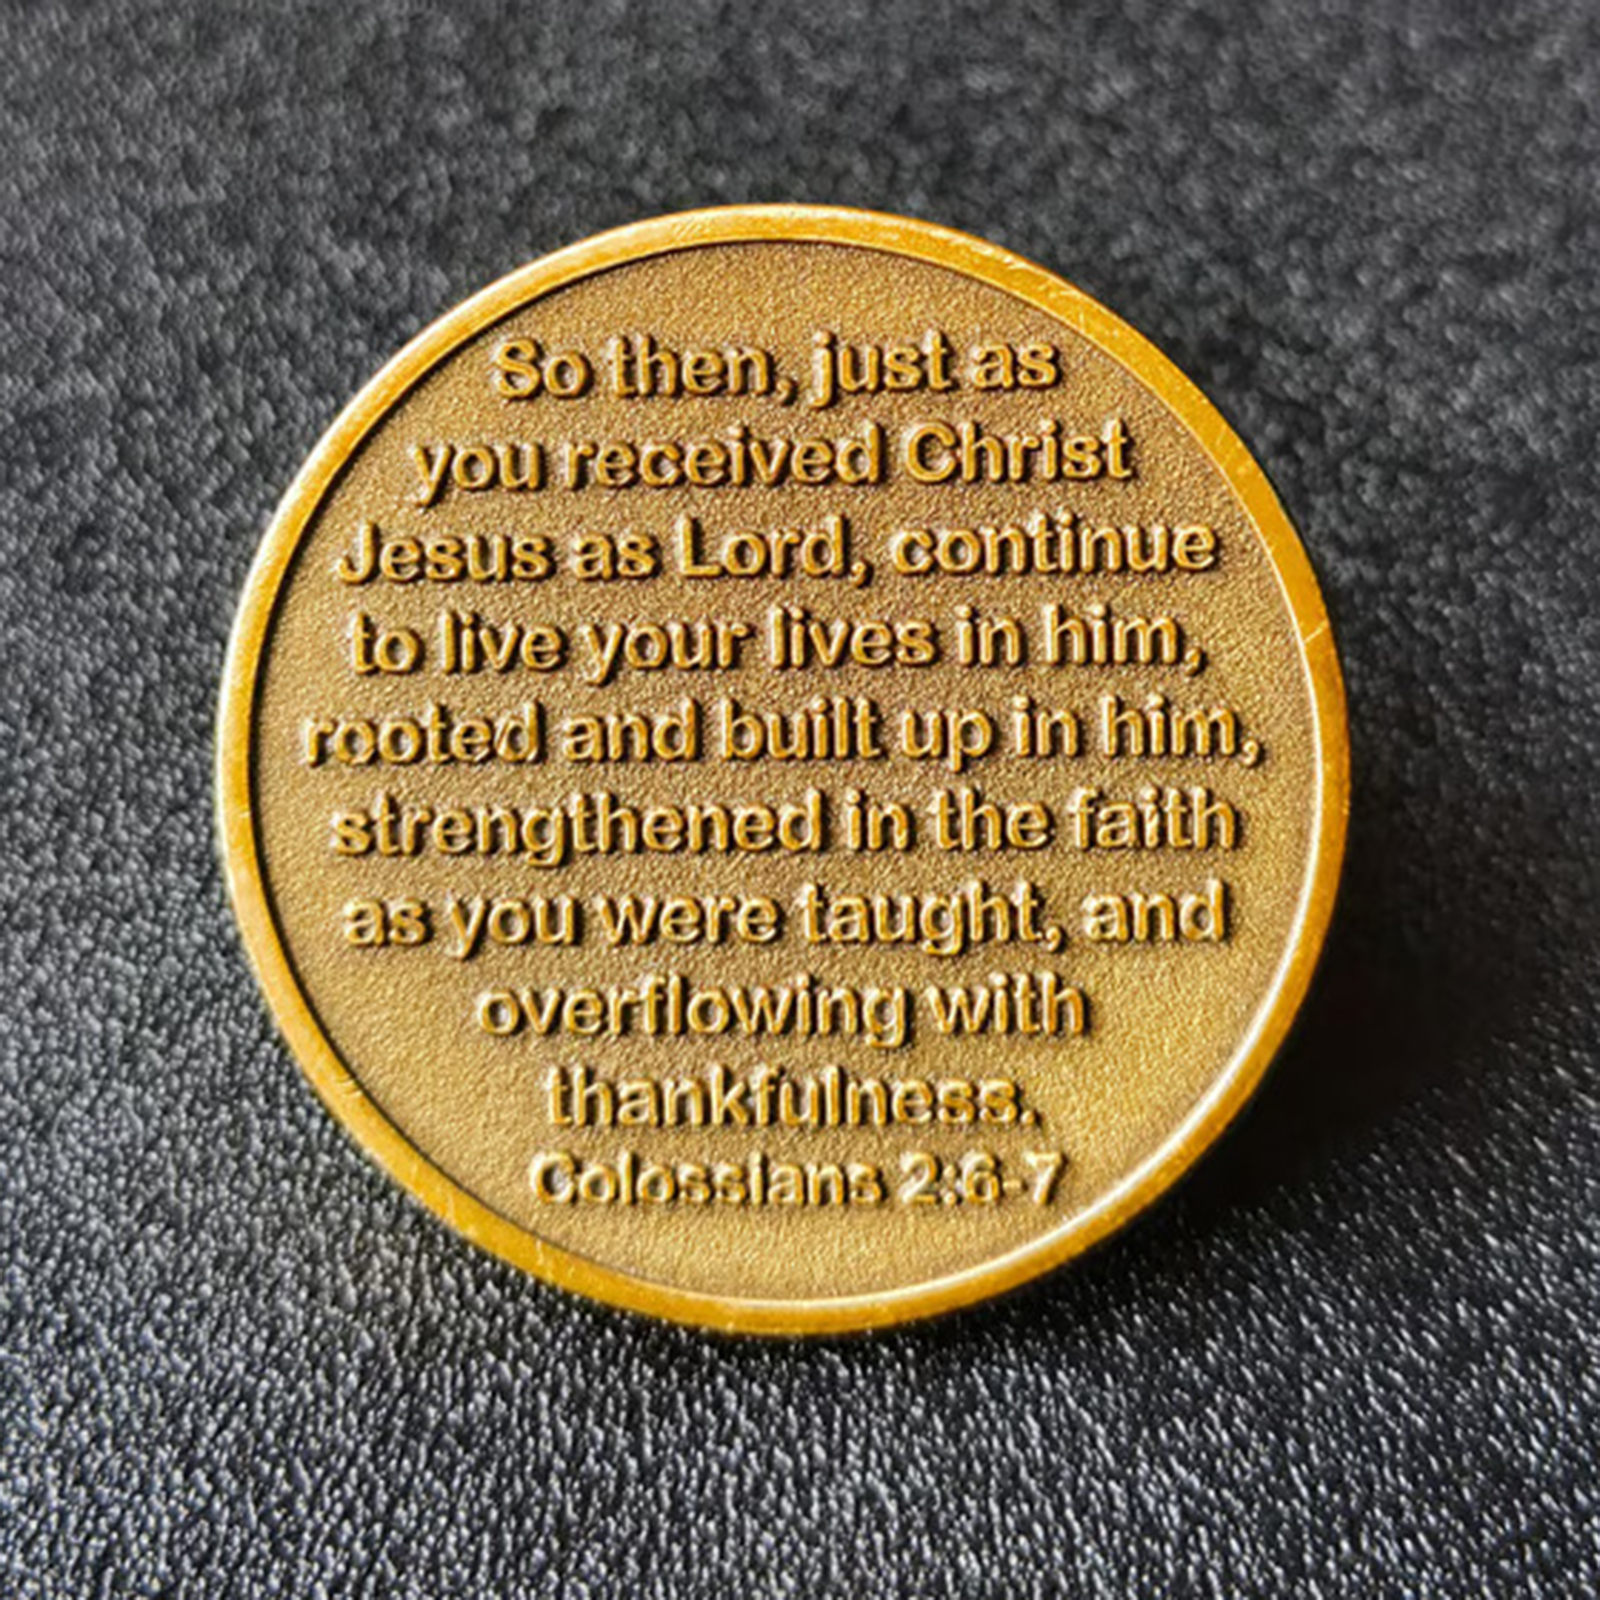 So then, just as
you received Christ
Jesus as Lord, continue
to live your lives in him,
rooted and built up in him,
strengthened in the faith
as you were taught, and
overflowing with
thankfulness.
Colossians 2:6-7